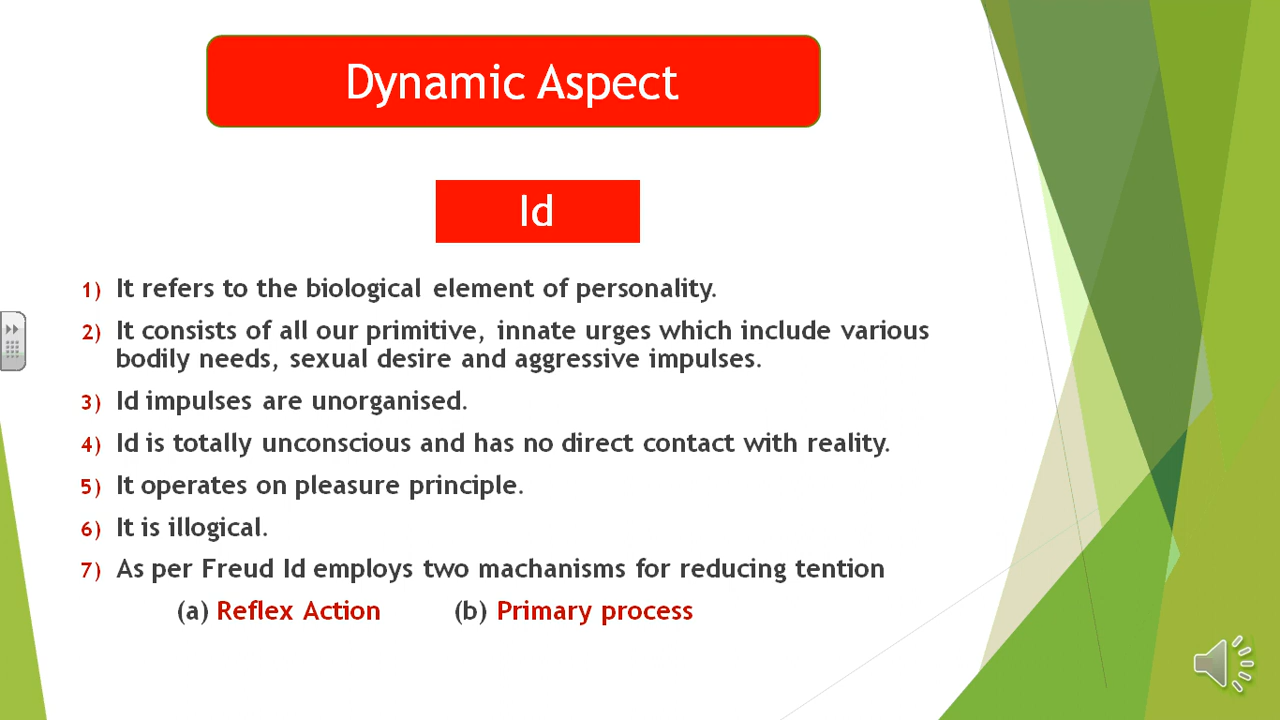 Dynamic Aspect
Id
1) It refers to the biological element of personality.
2) It consists of all our primitive, innate urges which include various
bodily needs, sexual desire and aggressive impulses.
3) Id impulses are unorganised.
4) Id is totally unconscious and has no direct contact with reality.
5) It operates on pleasure principle.
6) It is illogical.
7) As per Freud Id employs two machanisms for reducing tention
(a) Reflex Action (b) Primary process